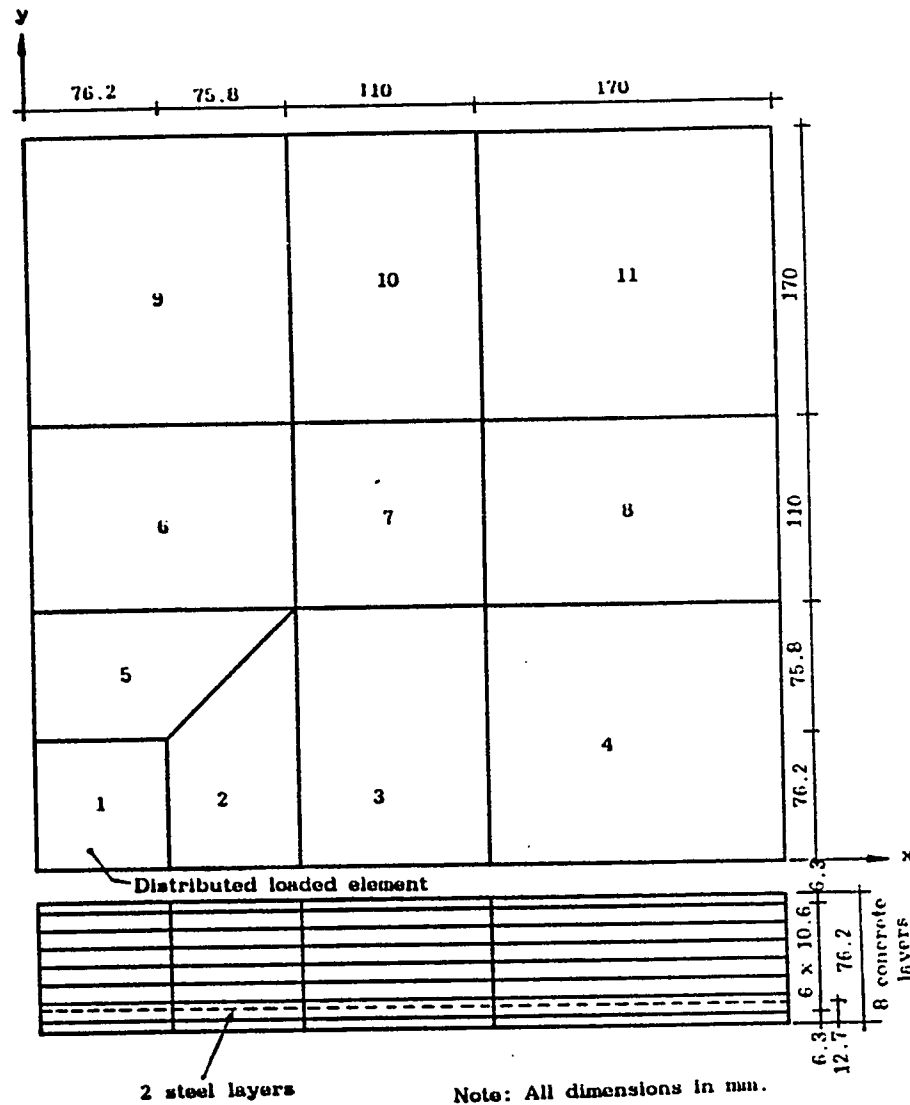 y
76.2 75.8 110 170
9 10 11
170
6 7 8
110
5
75.8
1 2 3 4
76.2
x
Distributed loaded element
6.3
6 x 10.6
76.2
8 concrete
layers
6.3
12.7
2 steel layers
Note: All dimensions in mm.